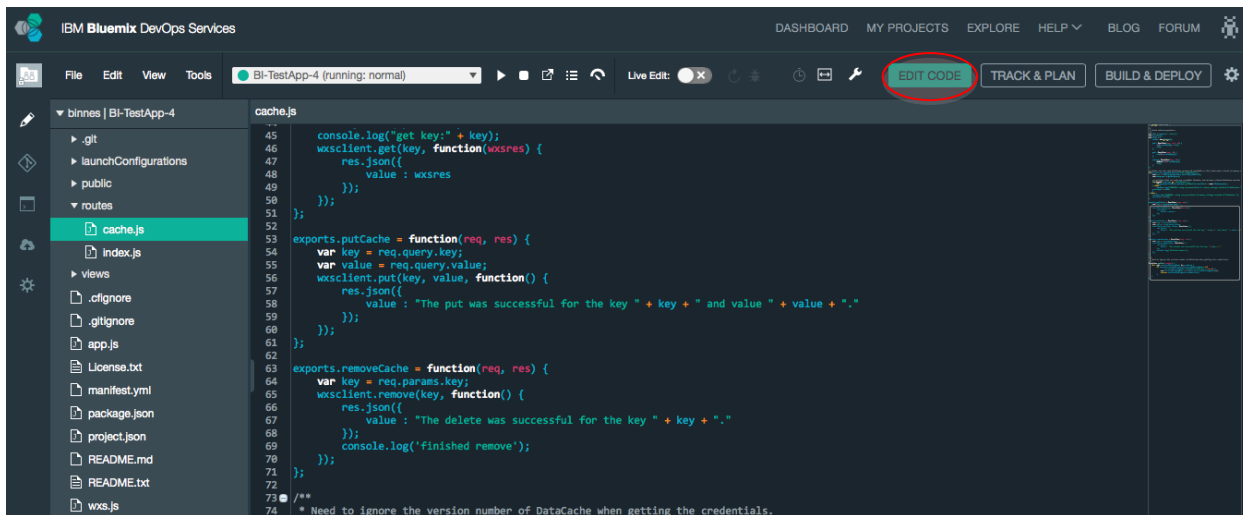 IBM Bluemix DevOps Services
DASHBOARD MY PROJECTS EXPLORE HELP BLOG FORUM
File Edit View Tools BI-TestApp-4 (running: normal) Live Edit: EDIT CODE TRACK & PLAN BUILD & DEPLOY
binnes | BI-TestApp-4
.git
launchConfigurations
public
routes
cache.js
index.js
views
.cfignore
.gitignore
app.js
License.txt
manifest.yml
package.json
project.json
README.md
README.txt
wxs.js
cache.js
45 console.log("get key:" + key);
46 wxsclient.get(key, function(wxsres) {
47 res.json({
48 value : wxsres
49 });
50 });
51 };
52
53 exports.putCache = function(req, res) {
54 var key = req.query.key;
55 var value = req.query.value;
56 wxsclient.put(key, value, function() {
57 res.json({
58 value : "The put was successful for the key " + key + " and value " + value + "."
59 });
60 });
61 };
62
63 exports.removeCache = function(req, res) {
64 var key = req.params.key;
65 wxsclient.remove(key, function() {
66 res.json({
67 value : "The delete was successful for the key " + key + "."
68 });
69 console.log('finished remove');
70 });
71 };
72
73 /**
74 * Need to ignore the version number of DataCache when getting the credentials.